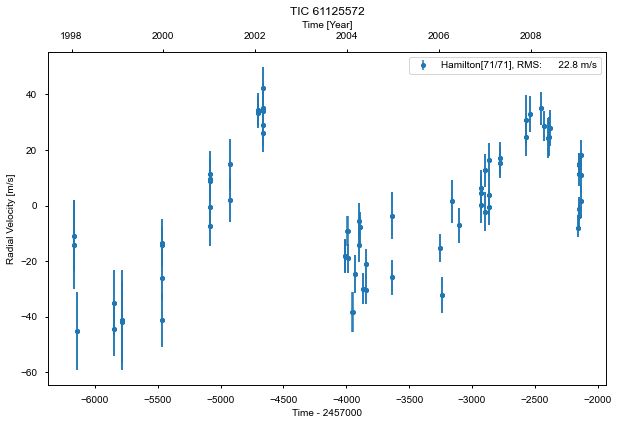 TIC 61125572
Time [Year]
1998 2000 2002 2004 2006 2008
Hamilton[71/71], RMS: 22.8 m/s
Radial Velocity [m/s]
40
20
0
−20
−40
−60
−6000 −5500 −5000 −4500 −4000 −3500 −3000 −2500 −2000
Time - 2457000